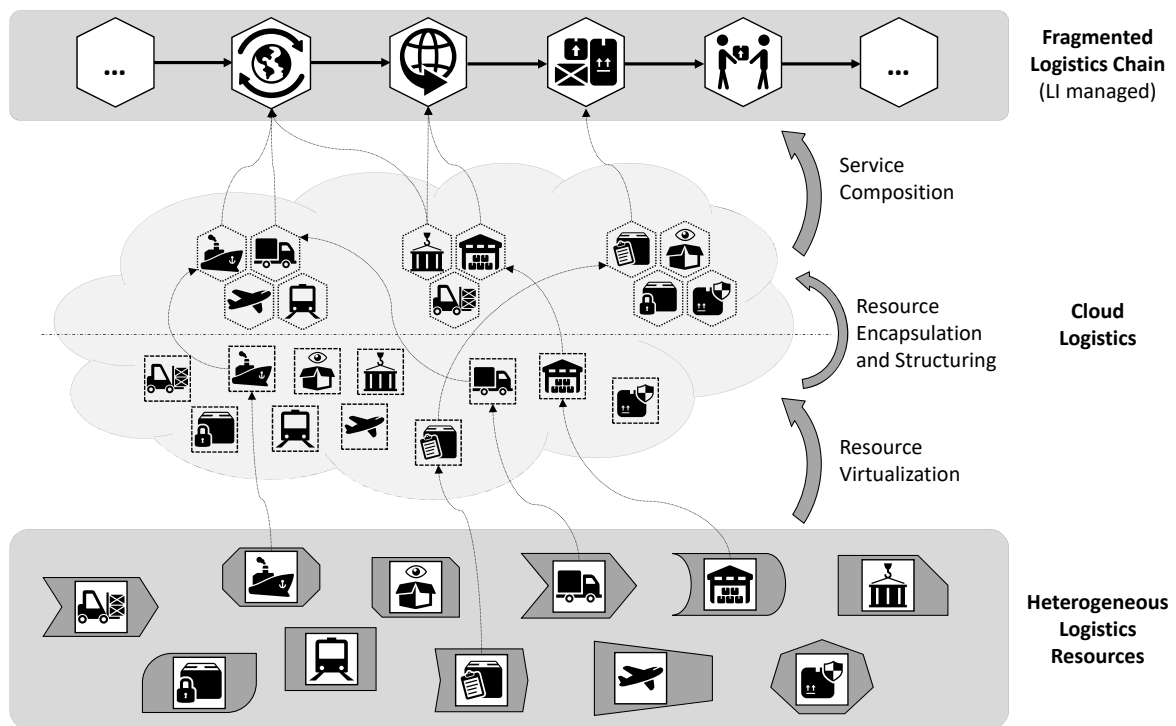 ...
...
Fragmented
Logistics Chain
(LI managed)
Service
Composition
Resource
Encapsulation
and Structuring
Cloud
Logistics
Resource
Virtualization
Heterogeneous
Logistics
Resources